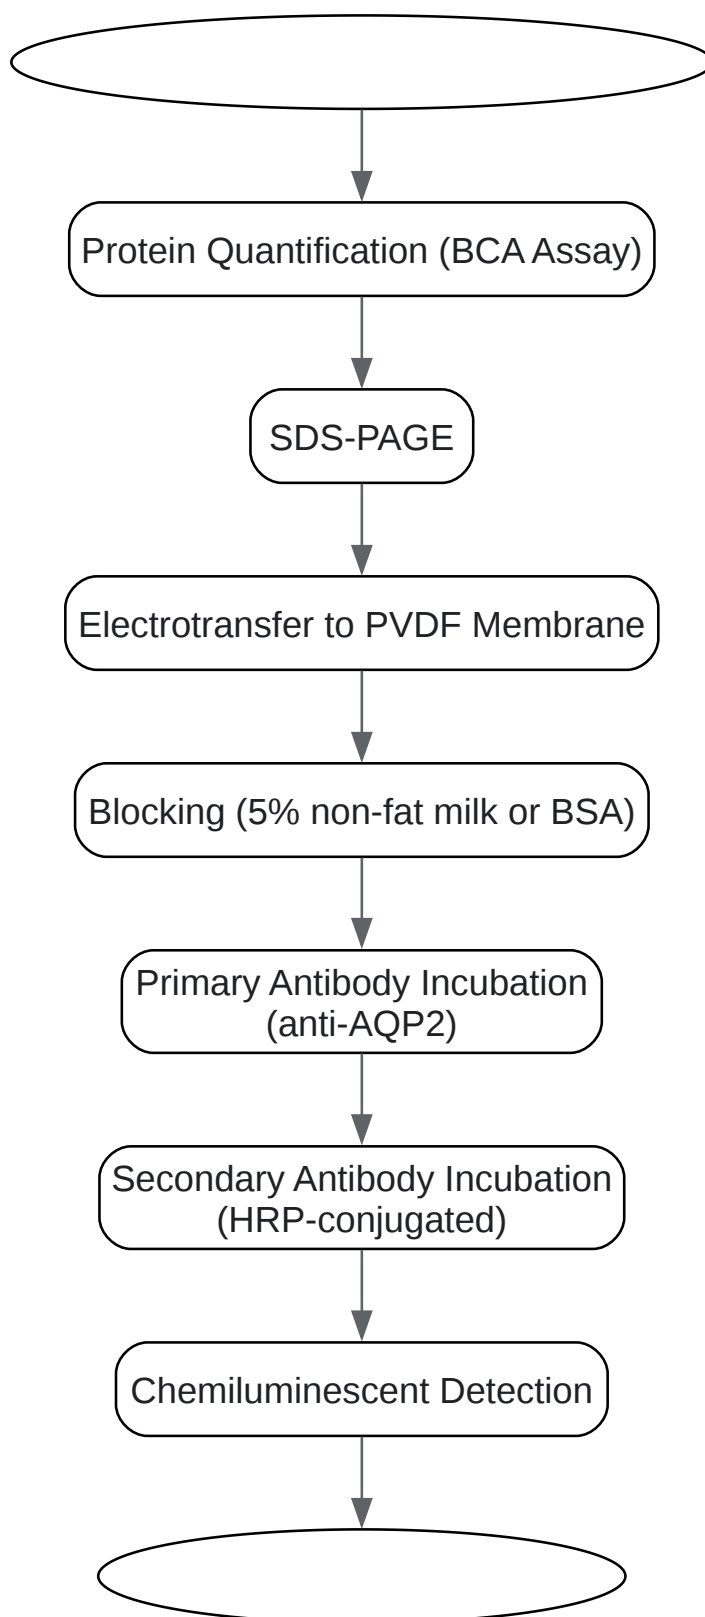 Protein Quantification (BCA Assay)
SDS-PAGE
Electrotransfer to PVDF Membrane
Blocking (5% non-fat milk or BSA)
Primary Antibody Incubation
(anti-AQP2)
Secondary Antibody Incubation
(HRP-conjugated)
Chemiluminescent Detection